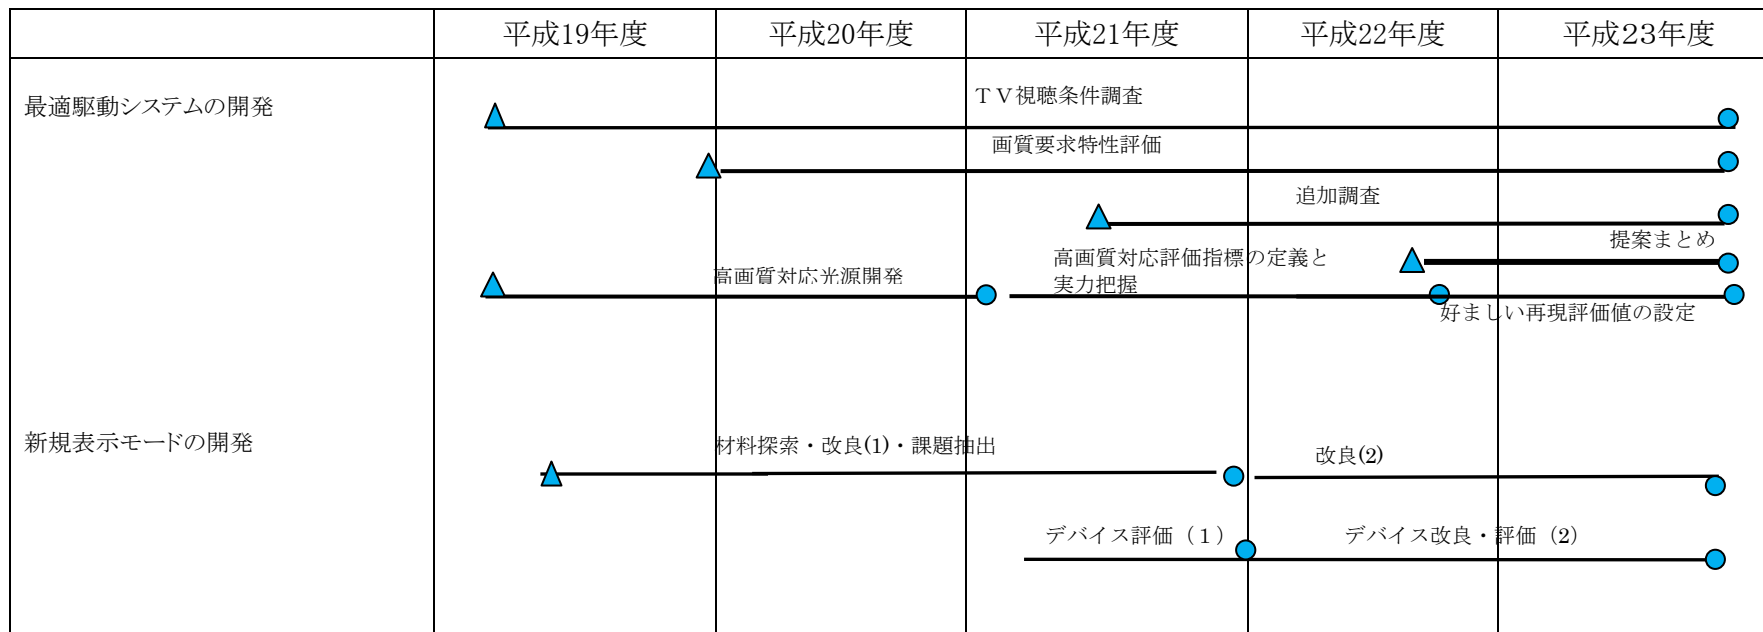 平成19年度 平成20年度 平成21年度 平成22年度 平成23年度
最適駆動システムの開発
ＴＶ視聴条件調査
画質要求特性評価
追加調査
提案まとめ
高画質対応光源開発
高画質対応評価指標の定義と
実力把握
好ましい再現評価値の設定
新規表示モードの開発
材料探索・改良(1)・課題抽出
改良(2)
デバイス評価（１）
デバイス改良・評価（2）